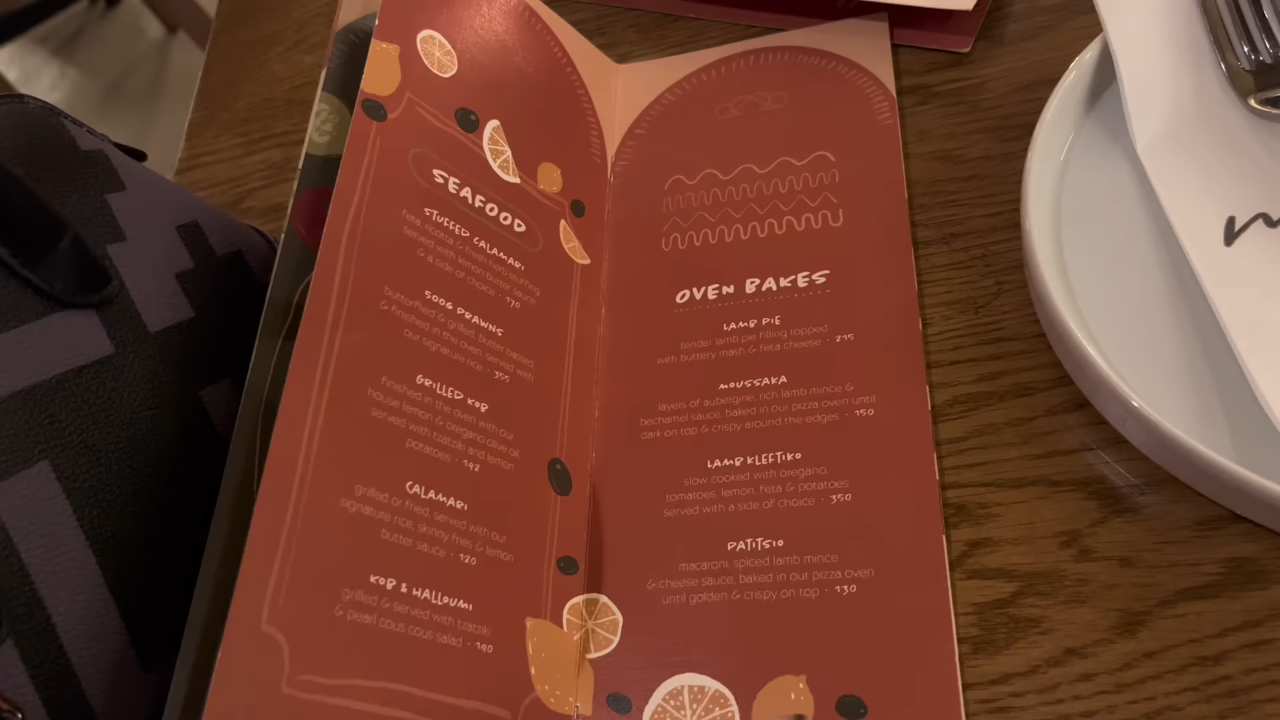 SEAFOOD
STUFFED CALAMARI
feta, ricotta & fresh herb stuffing
served with lemon butter sauce
& a side of choice · 170
500G PRAWNS
butterflied & grilled, butter basted
& finished in the oven, served with
our signature rice · 355
GRILLED KOB
finished in the oven with our
house lemon & oregano olive oil
served with tzatziki and lemon
potatoes · 192
CALAMARI
grilled or fried, served with our
signature rice, skinny fries & lemon
butter sauce · 120
KOB & HALLOUMI
grilled & served with tzatziki
& pearl cous cous salad · 190
OVEN BAKES
LAMB PIE
tender lamb pie filling topped
with buttery mash & feta cheese · 215
MOUSSAKA
layers of aubergine, rich lamb mince &
bechamel sauce, baked in our pizza oven until
dark on top & crispy around the edges · 150
LAMB KLEFTIKO
slow cooked with oregano,
tomatoes, lemon, feta & potatoes
served with a side of choice · 350
PATITSIO
macaroni, spiced lamb mince
& cheese sauce, baked in our pizza oven
until golden & crispy on top · 130